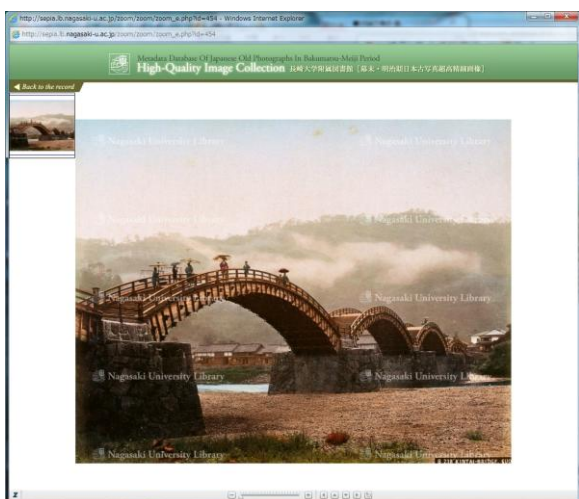 http://sepia.lb.nagasaki-u.ac.jp/zoom/zoom/zoom_e.php?id=454 - Windows Internet Explorer
http://sepia.lb.nagasaki-u.ac.jp/zoom/zoom/zoom_e.php?id=454
Metadata Database Of Japanese Old Phonographs In Bakumatsu-Meiji Period
High-Quality Image Collection 長崎大学附属図書館 [幕末・明治期日本古写真超高精細画像]
Back to the record
Nagasaki University Library
Nagasaki University Library
Nagasaki University Library
Nagasaki University Library
Nagasaki University Library
Nagasaki University Library
Nagasaki University Library
Nagasaki University Library
Nagasaki University Library
Nagasaki University Library
KINTAI-BRIDGE,